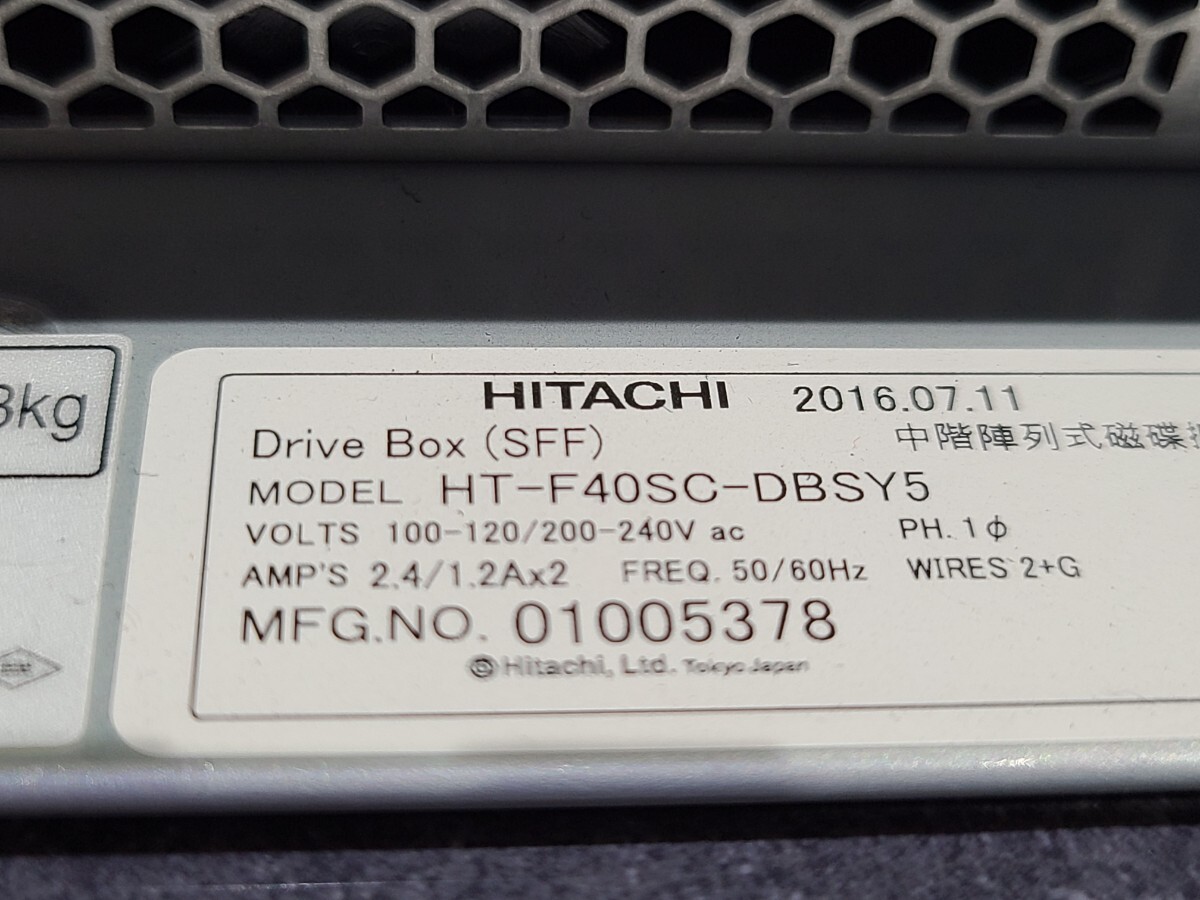 3kg
HITACHI 2016.07.11
Drive Box (SFF)
中階陣列式磁碟
MODEL HT-F40SC-DBSY5
VOLTS 100-120/200-240V ac PH. 1φ
AMP'S 2.4/1.2Ax2 FREQ. 50/60Hz WIRES 2+G
MFG.NO. 01005378
© Hitachi, Ltd. Tokyo Japan